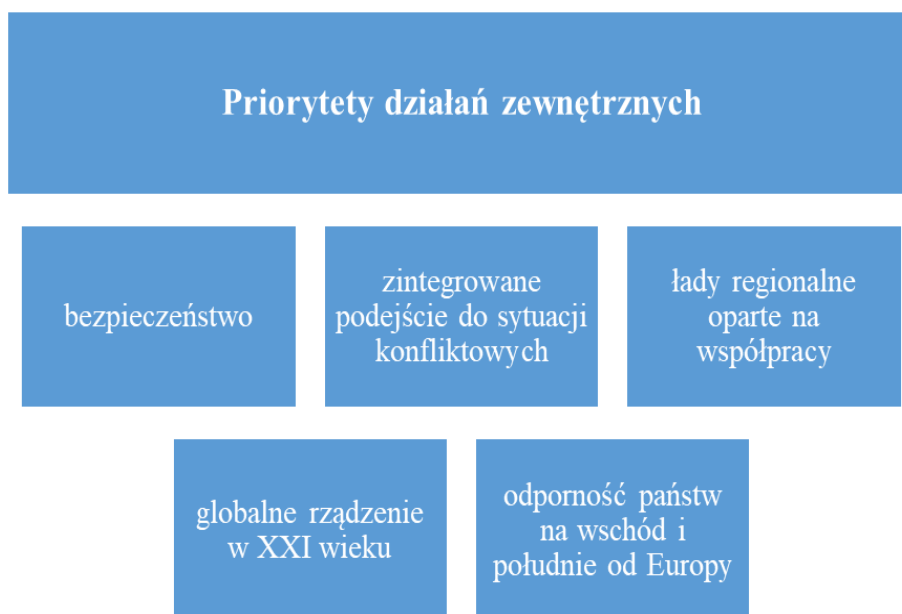 Priorytety działań zewnętrznych
bezpieczeństwo
zintegrowane
podejście do sytuacji
konfliktowych
łady regionalne
oparte na
współpracy
globalne rządzenie
w XXI wieku
odporność państw
na wschód i
południe od Europy